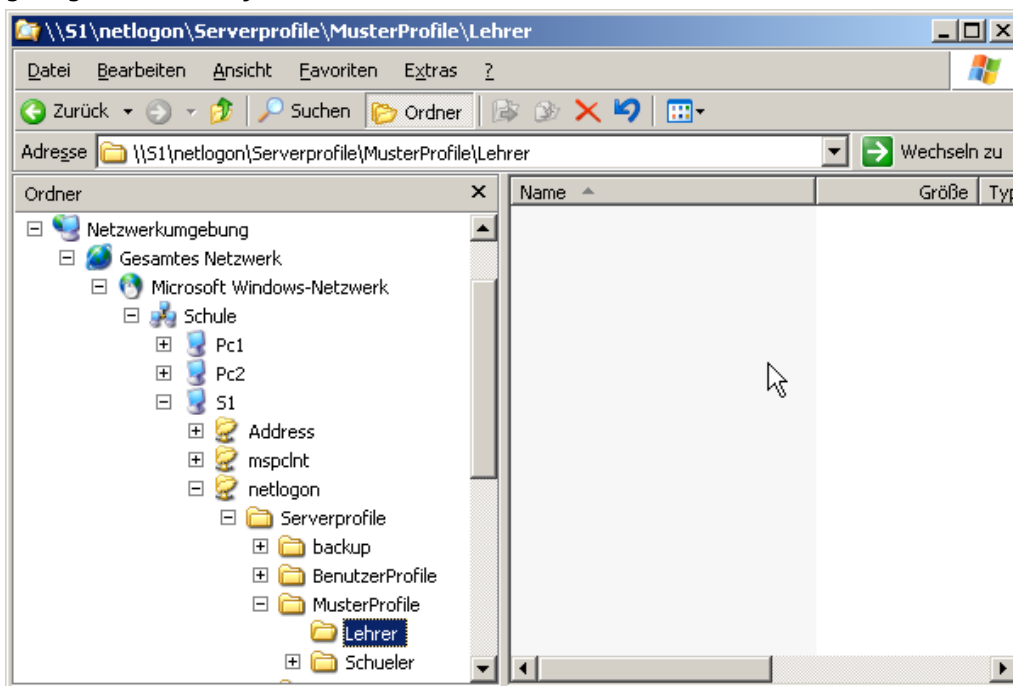 \\S1\netlogon\Serverprofile\MusterProfile\Lehrer
Datei Bearbeiten Ansicht Favoriten Extras ?
Zurück Suchen Ordner
Adresse \\S1\netlogon\Serverprofile\MusterProfile\Lehrer Wechseln zu
Ordner Name Größe Typ
Netzwerkumgebung
Gesamtes Netzwerk
Microsoft Windows-Netzwerk
Schule
Pc1
Pc2
S1
Address
mspclnt
netlogon
Serverprofile
backup
BenutzerProfile
MusterProfile
Lehrer
Schueler